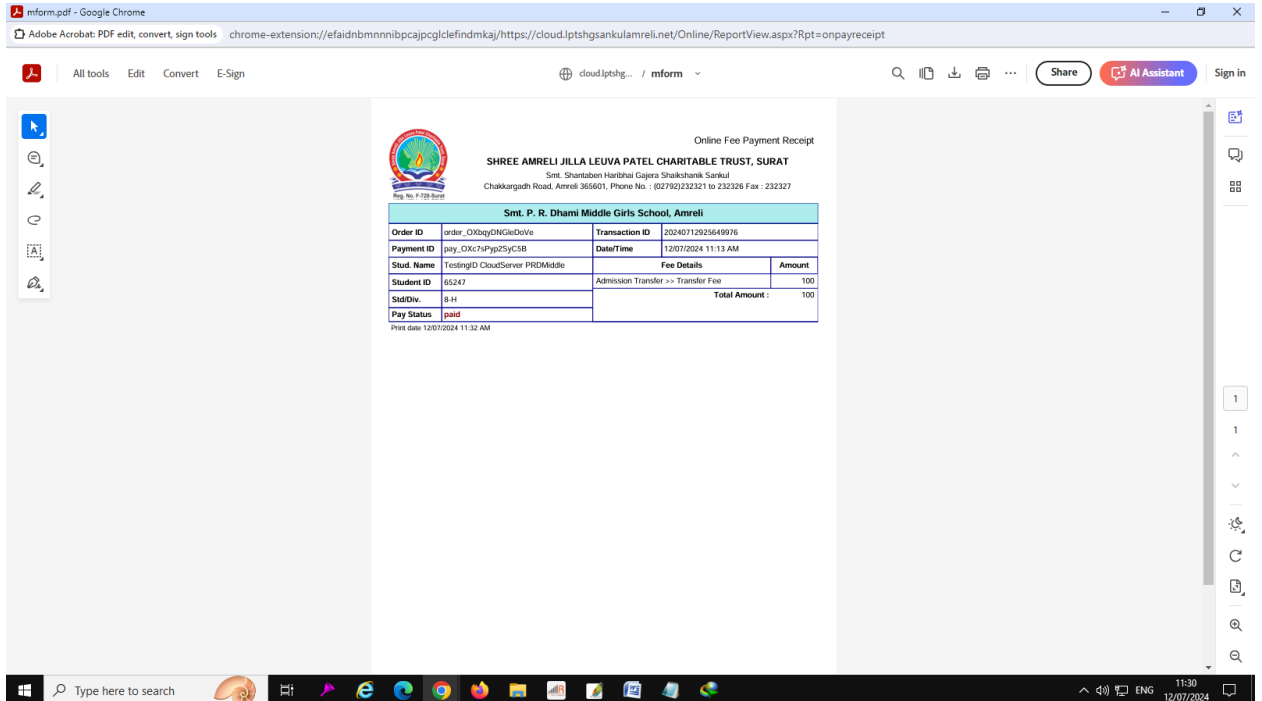 mform.pdf - Google Chrome
Adobe Acrobat: PDF edit, convert, sign tools chrome-extension://efaidnbmnnnibpcajpcglclefindmkaj/https://cloud.lptshgsankulamreli.net/Online/ReportView.aspx?Rpt=onpayreceipt
All tools Edit Convert E-Sign cloud.lptshg... / mform Share AI Assistant Sign in
Online Fee Payment Receipt
SHREE AMRELI JILLA LEUVA PATEL CHARITABLE TRUST, SURAT
Smt. Shantaben Haribhai Gajera Shaikshanik Sankul
Chakkargadh Road, Amreli 365601, Phone No. : (02792)232321 to 232326 Fax : 232327
Reg. No. F-728-Surat
Smt. P. R. Dhami Middle Girls School, Amreli
Order ID order_OXbqyDNGleDoVe Transaction ID 20240712925649976
Payment ID pay_OXc7sPyp2SyC5B Date/Time 12/07/2024 11:13 AM
Stud. Name TestingID CloudServer PRDMiddle Fee Details Amount
Student ID 65247 Admission Transfer >> Transfer Fee 100
Std/Div. 8-H Total Amount : 100
Pay Status paid
Print date 12/07/2024 11:32 AM
1
1
Type here to search
ENG
11:30
12/07/2024